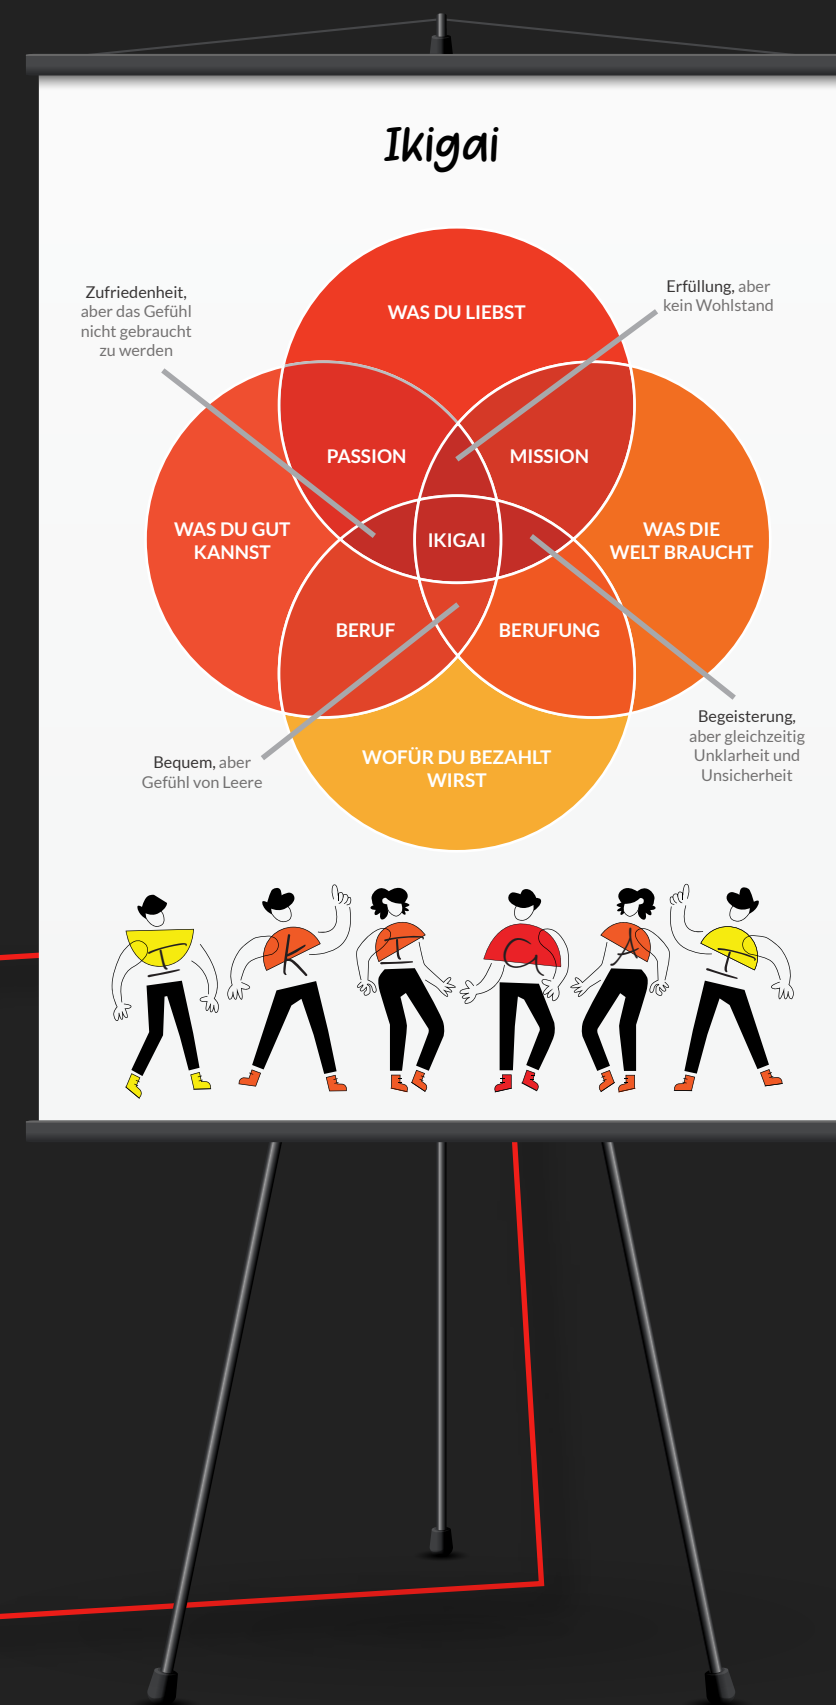 Ikigai
Zufriedenheit,
aber das Gefühl
nicht gebraucht
zu werden
Erfüllung, aber
kein Wohlstand
WAS DU LIEBST
PASSION
MISSION
WAS DU GUT
KANNST
IKIGAI
WAS DIE
WELT BRAUCHT
BERUF
BERUFUNG
WOFÜR DU BEZAHLT
WIRST
Bequem, aber
Gefühl von Leere
Begeisterung,
aber gleichzeitig
Unklarheit und
Unsicherheit
I K I G A I